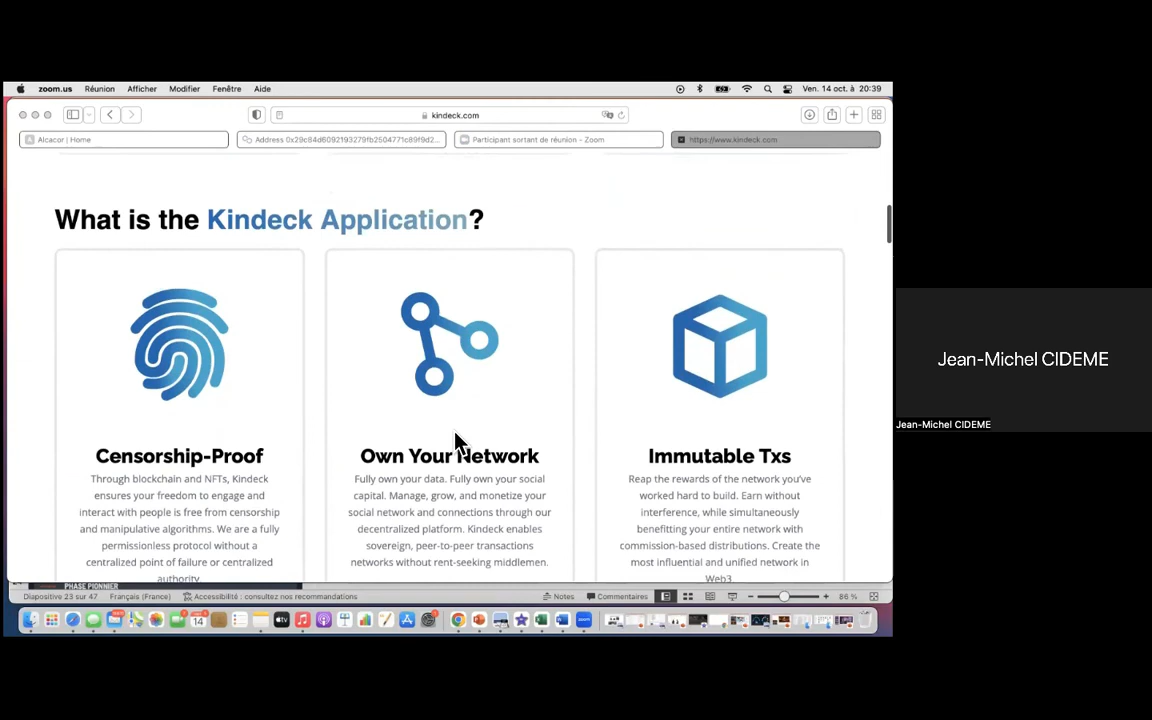 zoom.us Réunion Afficher Modifier Fenêtre Aide Ven. 14 oct. à 20:39
kindeck.com
Alcacor | Home
Address 0x29c84d6092193279fb2504771c89f9d2...
Participant sortant de réunion - Zoom
https://www.kindeck.com
What is the Kindeck Application?
Censorship-Proof
Through blockchain and NFTs, Kindeck
ensures your freedom to engage and
interact with people is free from censorship
and manipulative algorithms. We are a fully
permissionless protocol without a
centralized point of failure or centralized
authority.
Own Your Network
Fully own your data. Fully own your social
capital. Manage, grow, and monetize your
social network and connections through our
decentralized platform. Kindeck enables
sovereign, peer-to-peer transactions
networks without rent-seeking middlemen.
Immutable Txs
Reap the rewards of the network you've
worked hard to build. Earn without
interference, while simultaneously
benefitting your entire network with
commission-based distributions. Create the
most influential and unified network in
Web3
PHASE PIONNIER
Diapositive 23 sur 47 Français (France) Accessibilité : consultez nos recommandations Notes Commentaires 86 %
Jean-Michel CIDEME
Jean-Michel CIDEME